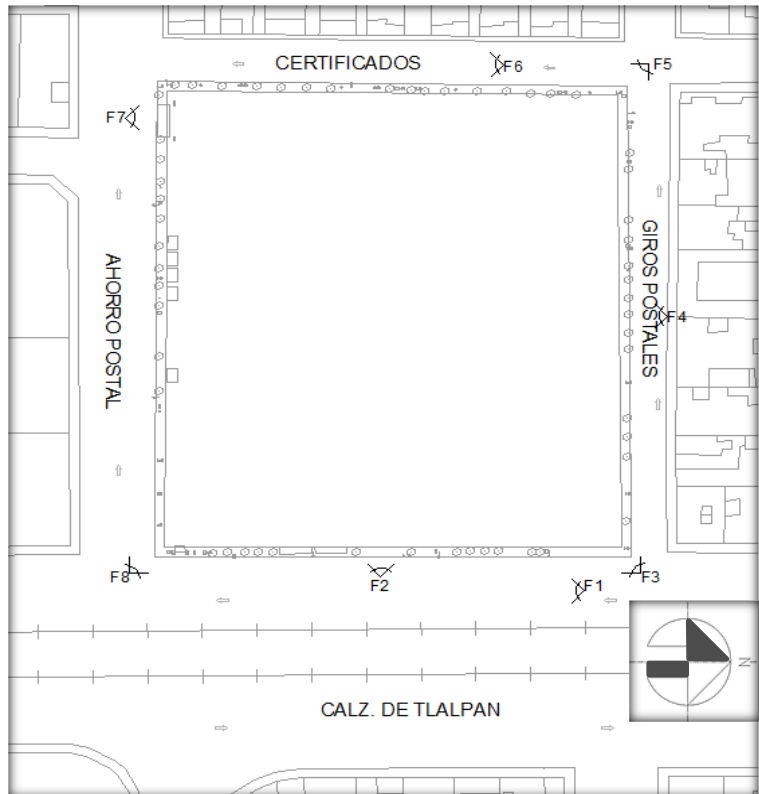 CERTIFICADOS
F6
F5
F7
GIROS POSTALES
AHORRO POSTAL
F4
F8
F2
F1
F3
N
CALZ. DE TLALPAN